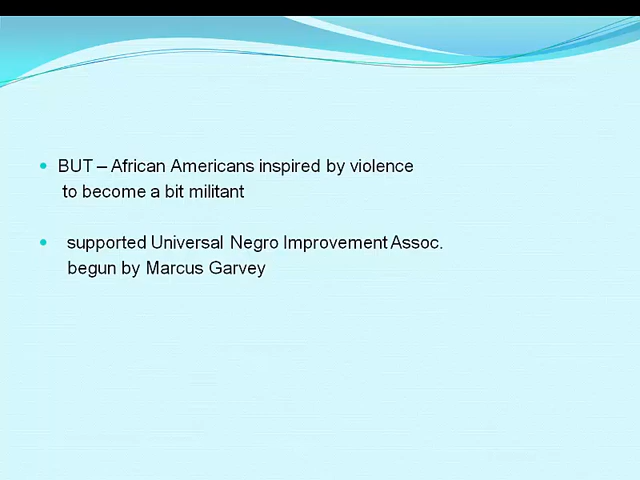 BUT – African Americans inspired by violence
to become a bit militant
supported Universal Negro Improvement Assoc.
begun by Marcus Garvey